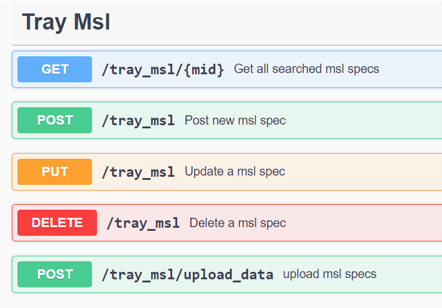 Tray Msl
GET /tray_msl/{mid} Get all searched msl specs
POST /tray_msl Post new msl spec
PUT /tray_msl Update a msl spec
DELETE /tray_msl Delete a msl spec
POST /tray_msl/upload_data upload msl specs